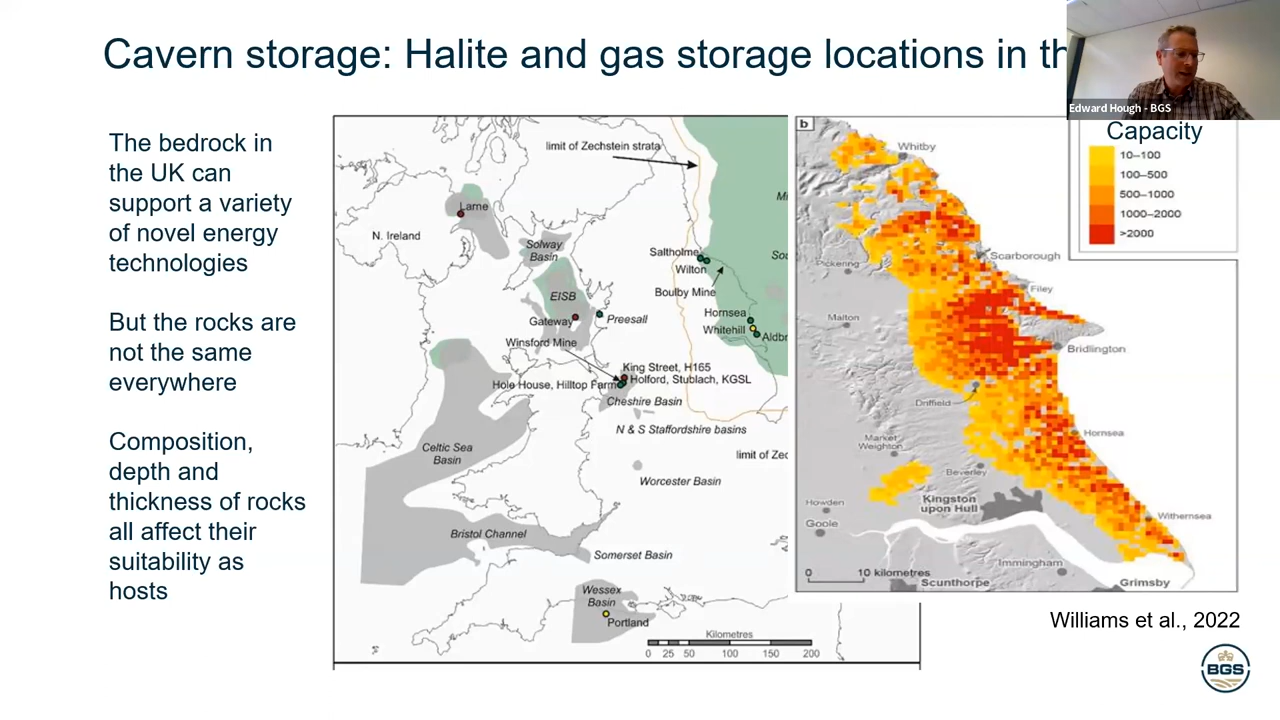 Cavern storage: Halite and gas storage locations in th
Edward Hough - BGS
The bedrock in
the UK can
support a variety
of novel energy
technologies
But the rocks are
not the same
everywhere
Composition,
depth and
thickness of rocks
all affect their
suitability as
hosts
limit of Zechstein strata
Larne
N. Ireland
Solway
Basin
EISB
Gateway
Preesall
Winsford Mine
Saltholme
Wilton
Boulby Mine
Hornsea
Whitehill
Aldbr
Mi
Sou
King Street, H165
Holford, Stublach, KGSL
Hole House, Hilltop Farm
Cheshire Basin
N & S Staffordshire basins
limit of Zec
Celtic Sea
Basin
Worcester Basin
Bristol Channel
Somerset Basin
Wessex
Basin
Portland
Kilometres
0 25 50 100 150 200
b
Whitby
Scarborough
Pickering
Filey
Malton
Bridlington
Driffield
Hornsea
Market
Weighton
Beverley
Howden
Kingston
upon Hull
Goole
Withernsea
Immingham
0 10 kilometres
Scunthorpe
Grimsby
Capacity
10–100
100–500
500–1000
1000–2000
>2000
Williams et al., 2022
BGS